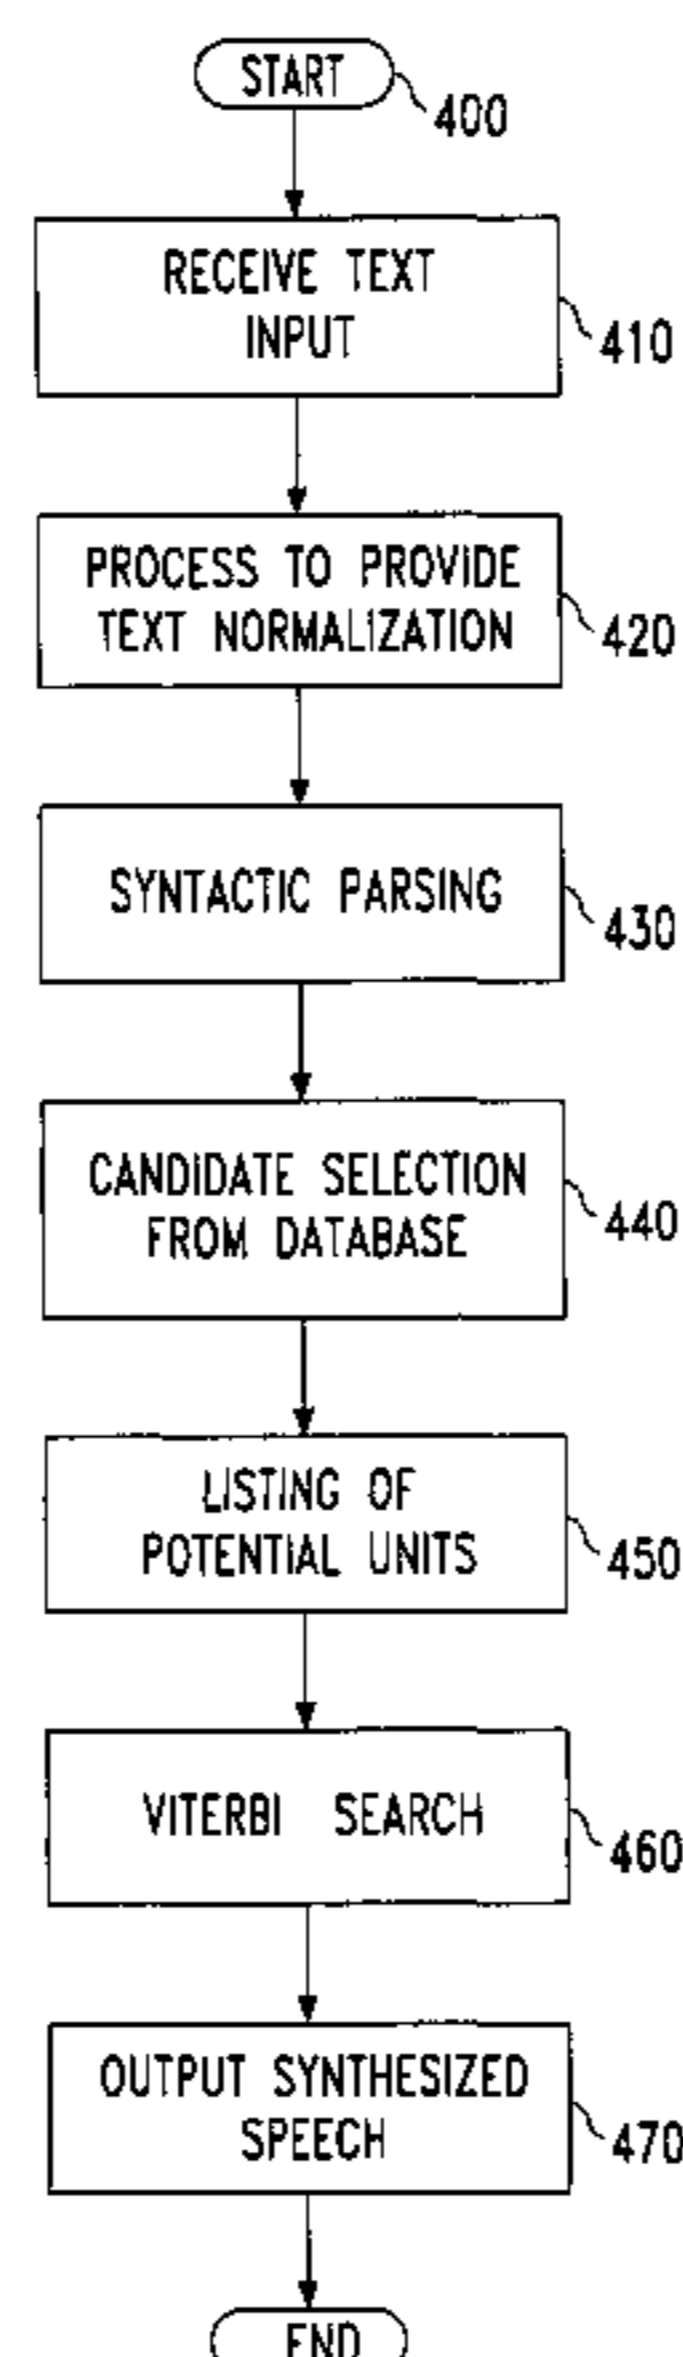 START
400
RECEIVE TEXT
INPUT
410
PROCESS TO PROVIDE
TEXT NORMALIZATION
420
SYNTACTIC PARSING
430
CANDIDATE SELECTION
FROM DATABASE
440
LISTING OF
POTENTIAL UNITS
450
VITERBI SEARCH
460
OUTPUT SYNTHESIZED
SPEECH
470
END